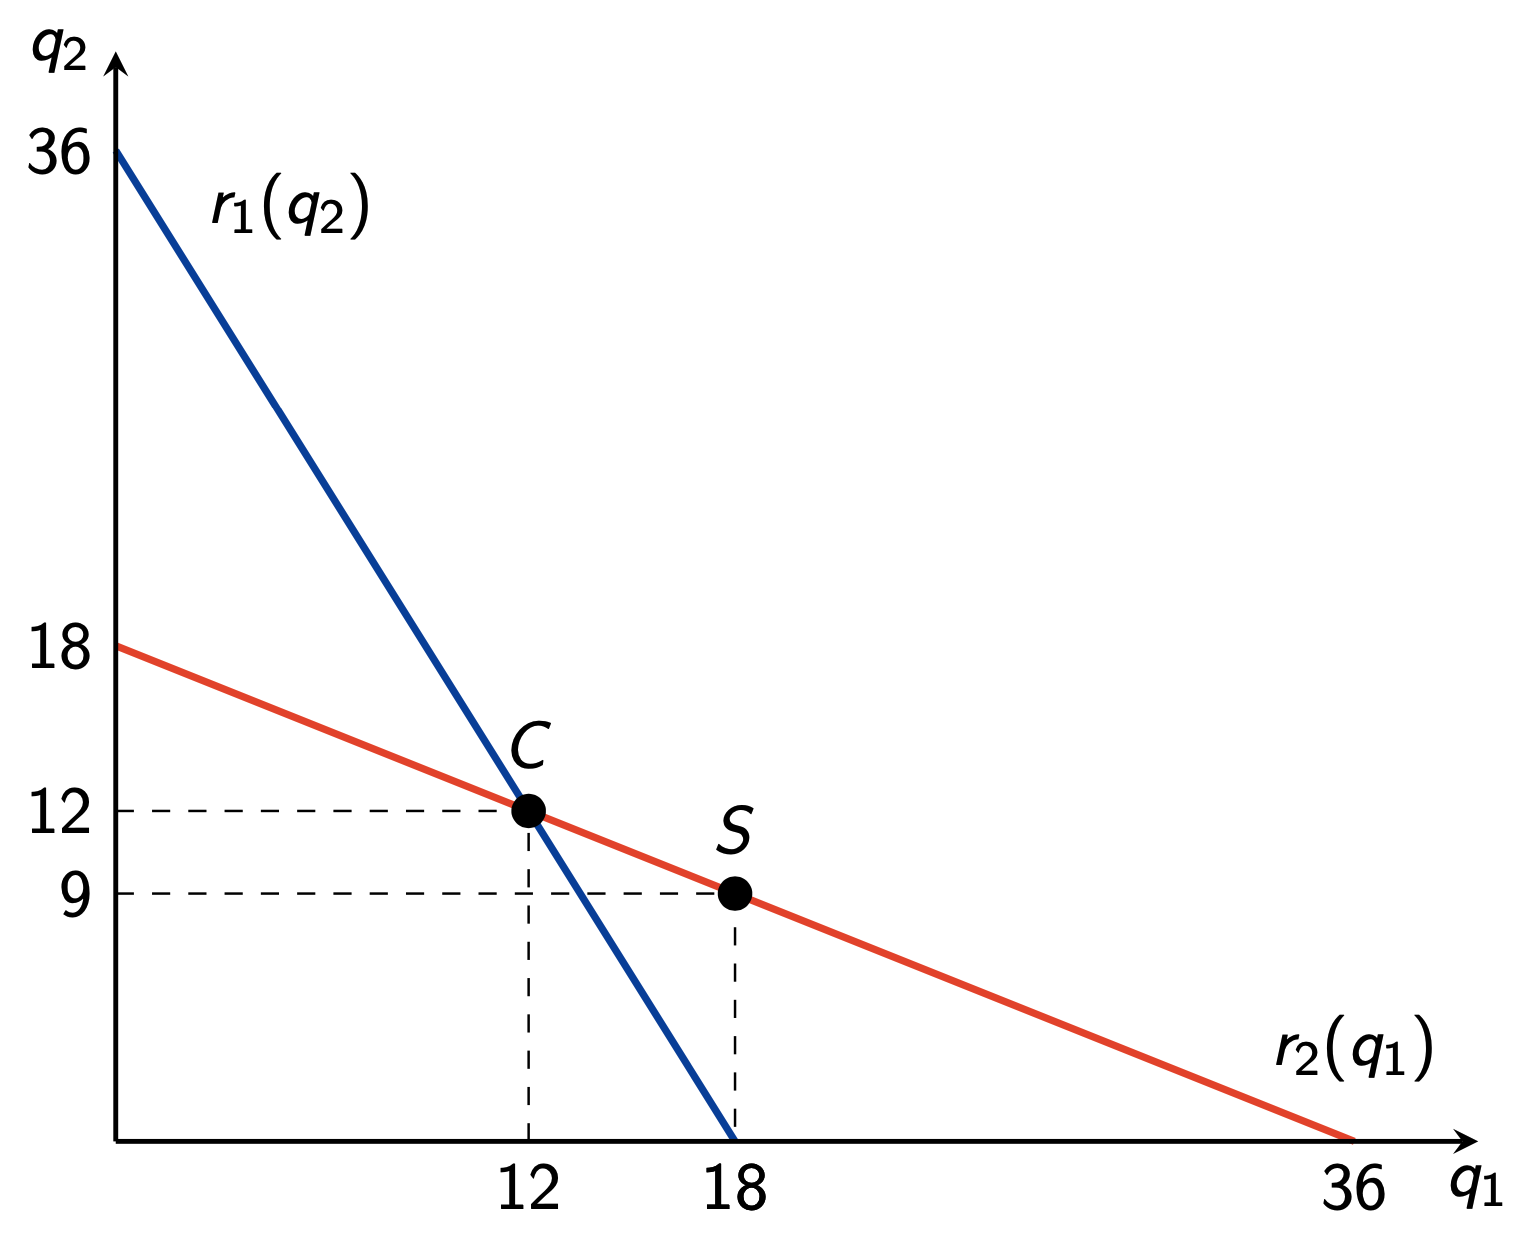 q₂
36
r₁(q₂)
18
C
12
S
9
r₂(q₁)
12 18 36 q₁